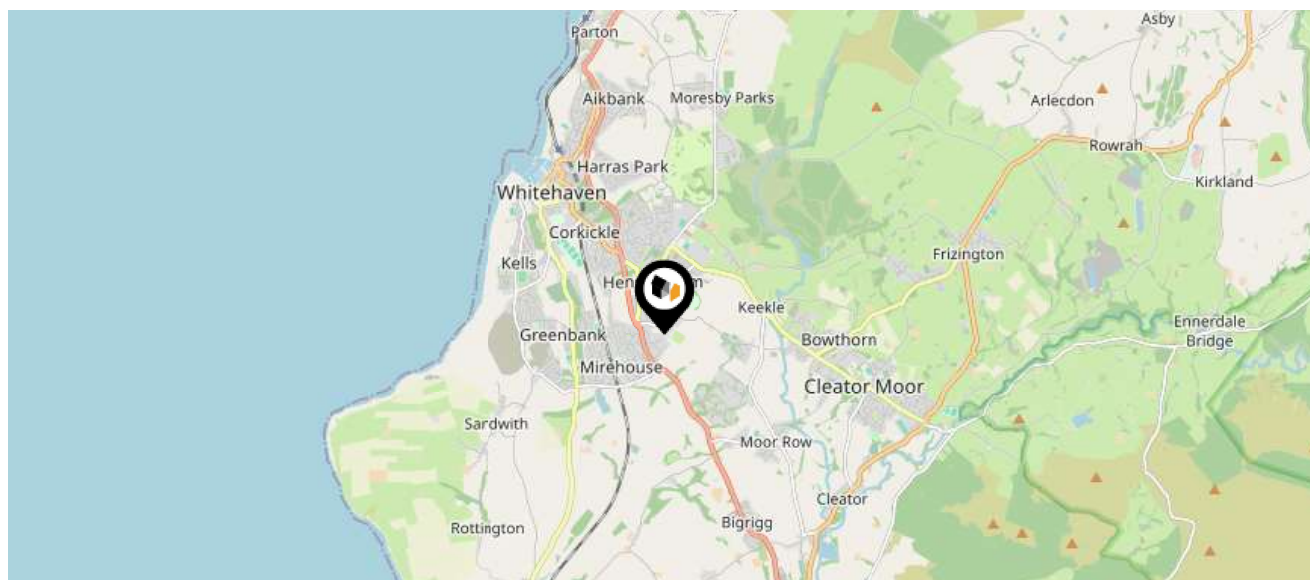 Asby
Parton
Aikbank
Moresby Parks
Arlecdon
Rowrah
Harras Park
Kirkland
Whitehaven
Corkickle
Frizington
Kells
Keekle
Ennerdale
Bridge
Greenbank
Bowthorn
Mirehouse
Cleator Moor
Sardwith
Moor Row
Cleator
Bigrigg
Rottington